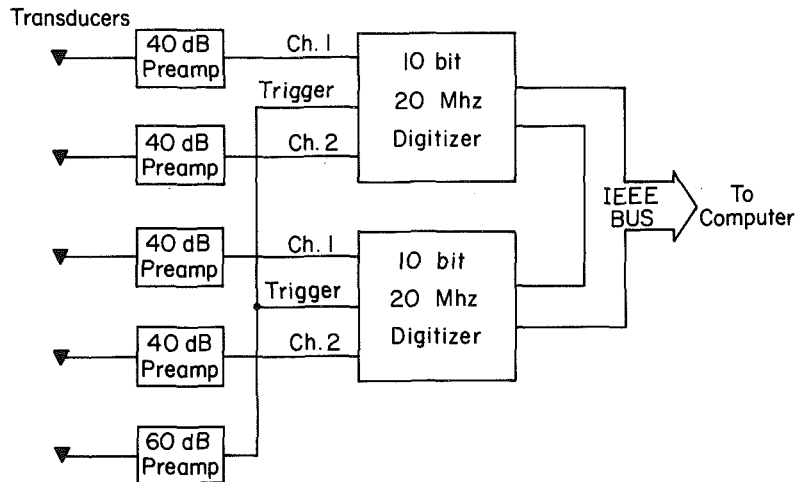 Transducers
40 dB
Preamp
Ch. 1
Trigger
40 dB
Preamp
Ch. 2
10 bit
20 Mhz
Digitizer
40 dB
Preamp
Ch. 1
Trigger
40 dB
Preamp
Ch. 2
10 bit
20 Mhz
Digitizer
60 dB
Preamp
IEEE
BUS
To
Computer